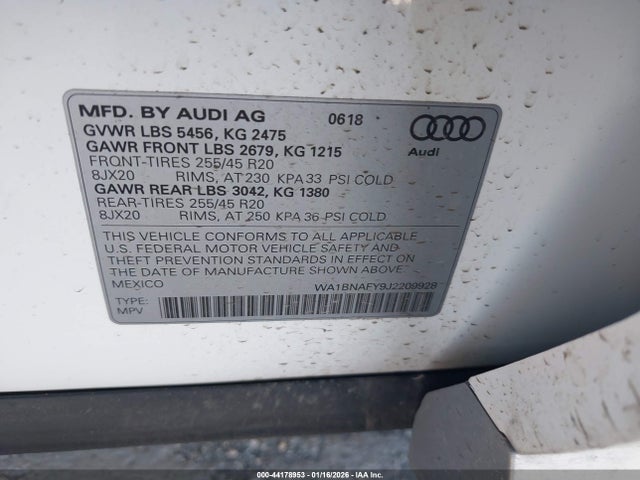 MFD. BY AUDI AG 0618
GVWR LBS 5456, KG 2475
GAWR FRONT LBS 2679, KG 1215
FRONT-TIRES 255/45 R20
8JX20 RIMS, AT 230 KPA 33 PSI COLD
GAWR REAR LBS 3042, KG 1380
REAR-TIRES 255/45 R20
8JX20 RIMS, AT 250 KPA 36 PSI COLD
Audi
THIS VEHICLE CONFORMS TO ALL APPLICABLE
U.S. FEDERAL MOTOR VEHICLE SAFETY AND
THEFT PREVENTION STANDARDS IN EFFECT ON
THE DATE OF MANUFACTURE SHOWN ABOVE.
MEXICO
WA1BNAFY9J2209928
TYPE:
MPV
000-44178953 | 01/16/2026 | IAA Inc.